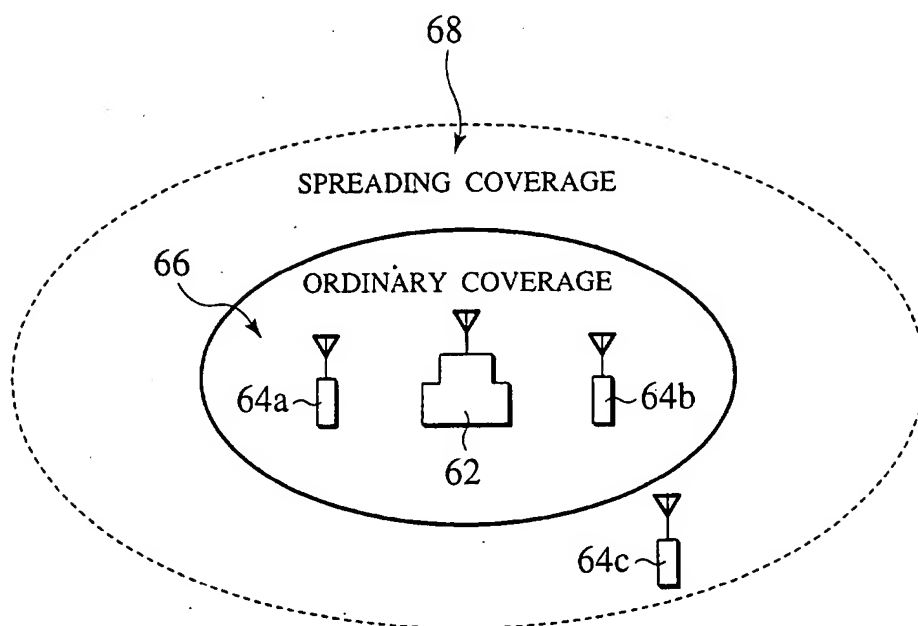 68
SPREADING COVERAGE
66
ORDINARY COVERAGE
64a
64b
62
64c